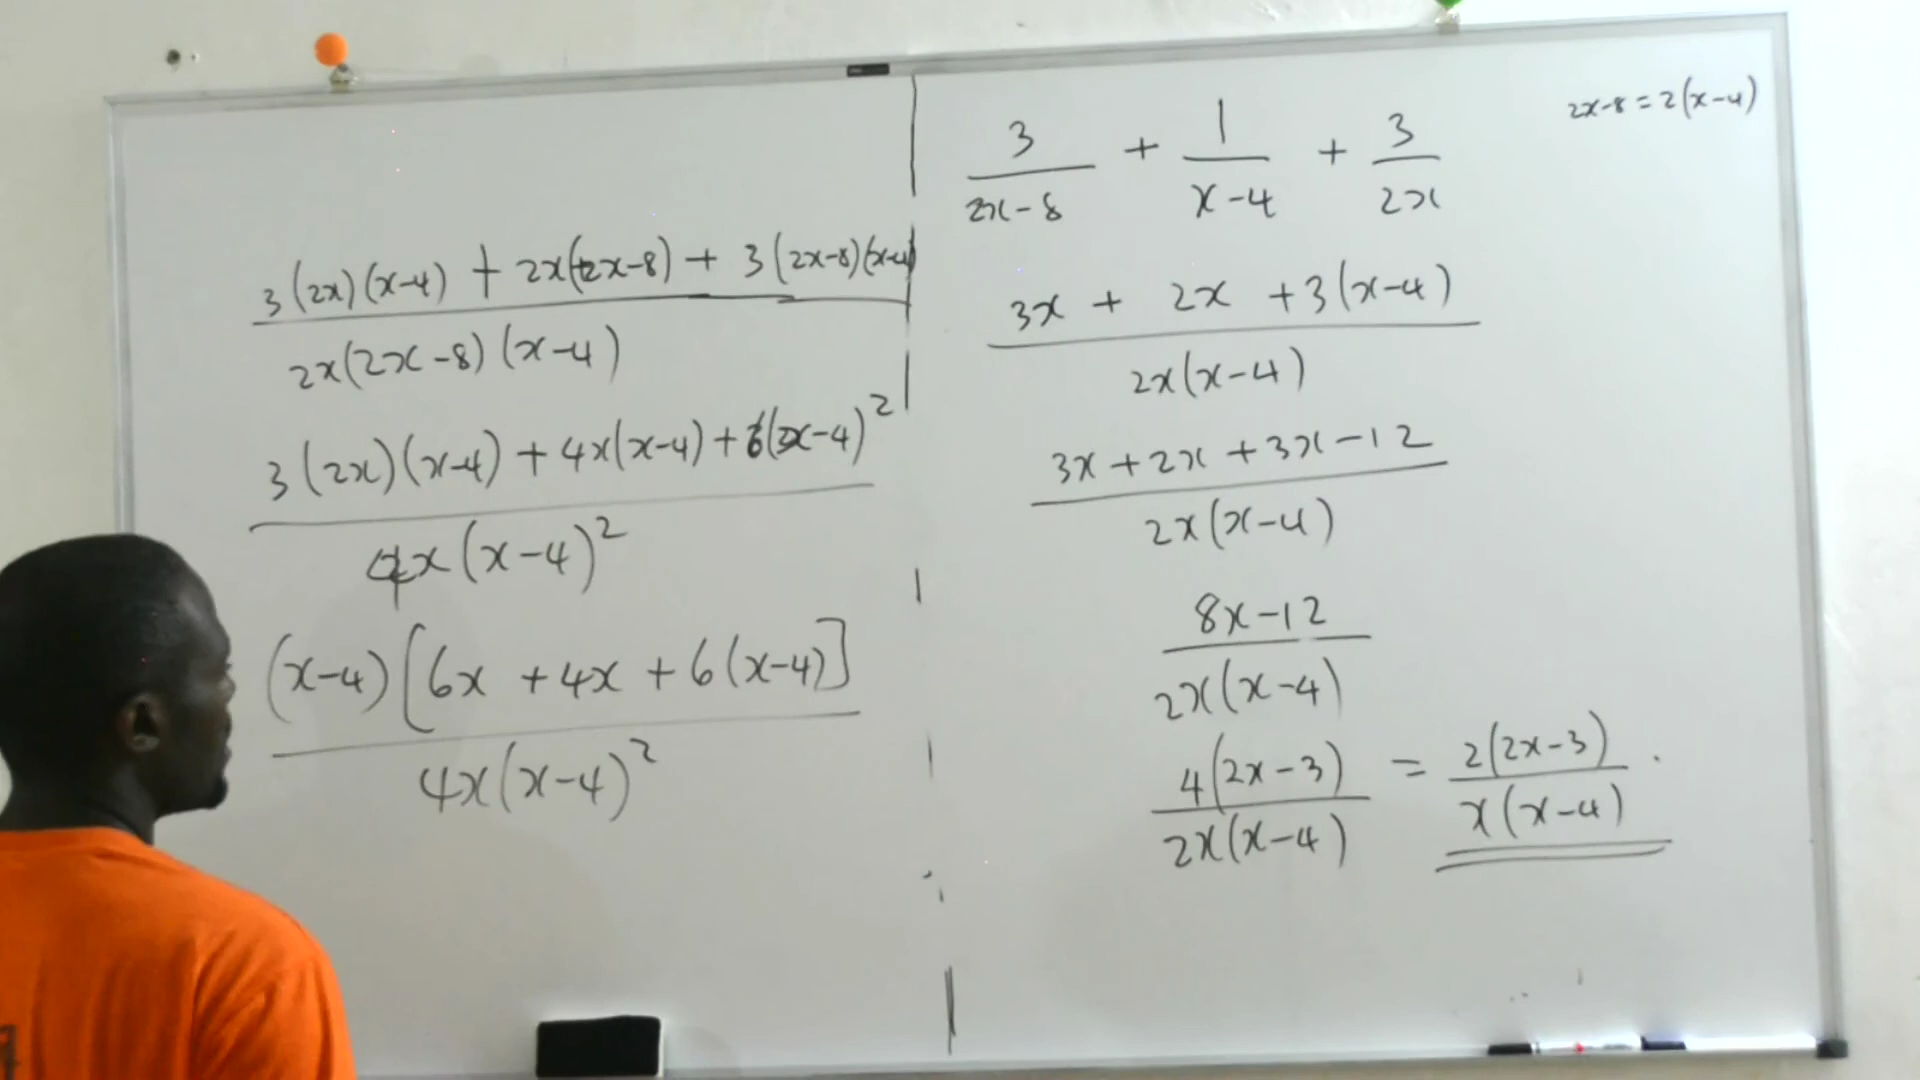 3(2x)(x-4) + 2x(2x-8) + 3(2x-8)(x-4)
2x(2x-8)(x-4)
3(2x)(x-4) + 4x(x-4) + 6(x-4)²
4x(x-4)²
(x-4)[6x + 4x + 6(x-4)]
4x(x-4)²
2x-8 = 2(x-4)
3 + 1 + 3
2x-8 x-4 2x
3x + 2x + 3(x-4)
2x(x-4)
3x + 2x + 3x - 12
2x(x-4)
8x-12
2x(x-4)
4(2x-3) = 2(2x-3) .
2x(x-4) x(x-4)